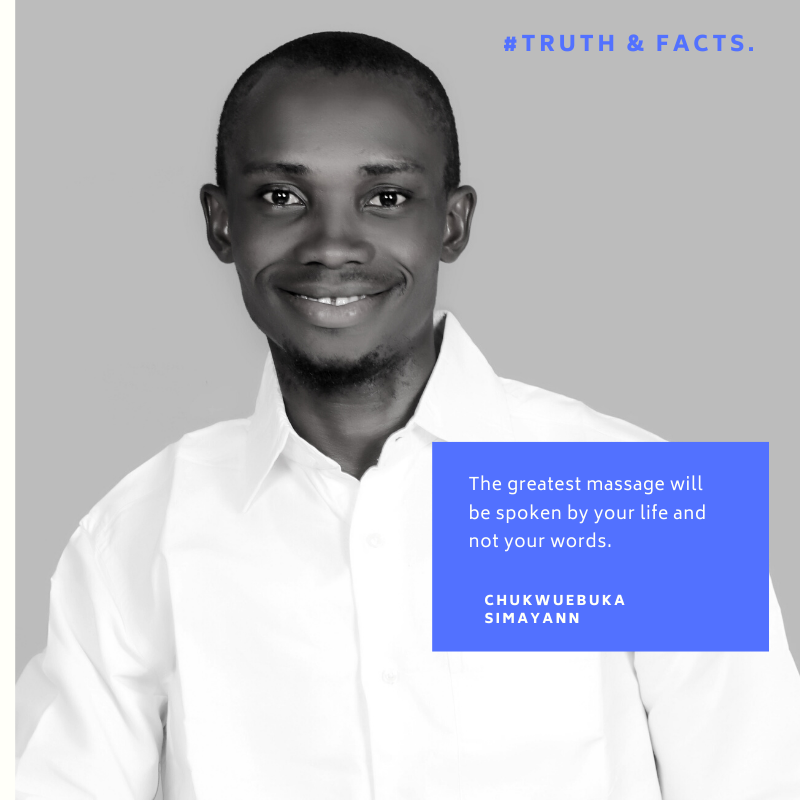 #TRUTH & FACTS.
The greatest massage will
be spoken by your life and
not your words.
CHUKWUEBUKA
SIMAYANN